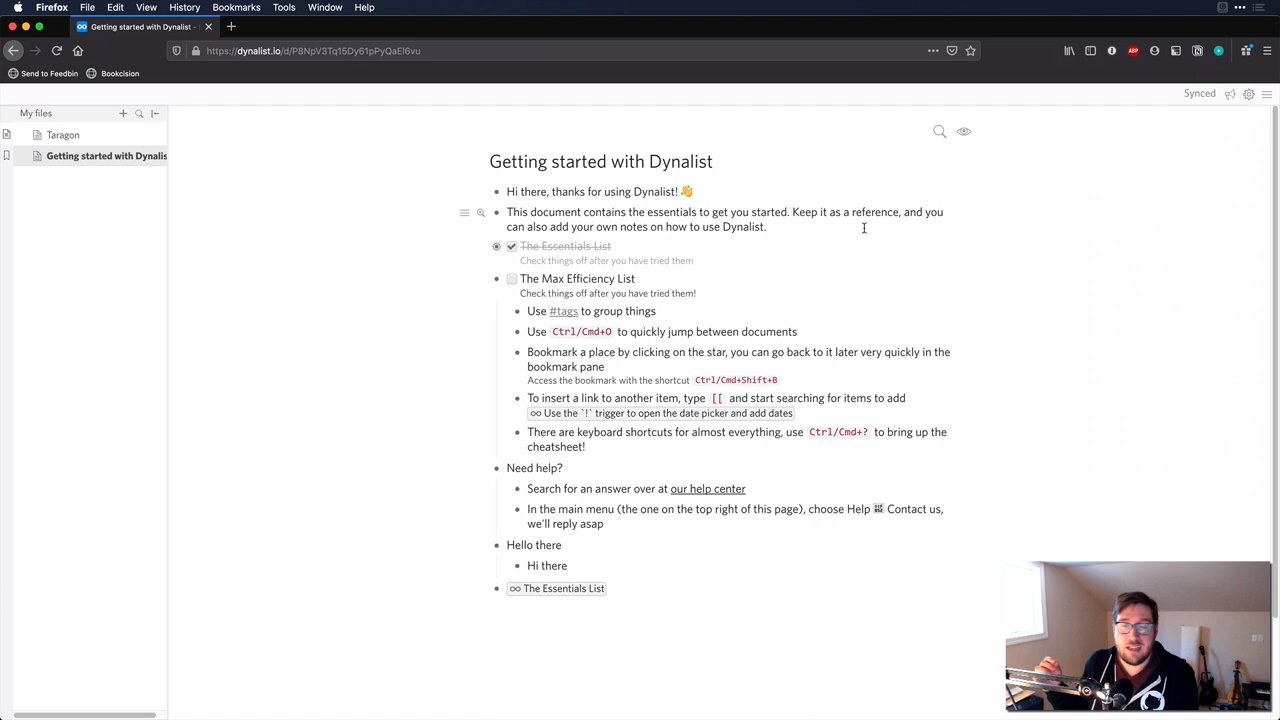 Firefox File Edit View History Bookmarks Tools Window Help
Getting started with Dynalist -
https://dynalist.io/d/P8NpV3Tq15Dy61pPyQaEl6vu
ABP
Send to Feedbin Bookcision
Synced
My files
Taragon
Getting started with Dynalis
Getting started with Dynalist
Hi there, thanks for using Dynalist! 👋
This document contains the essentials to get you started. Keep it as a reference, and you
can also add your own notes on how to use Dynalist.
The Essentials List
Check things off after you have tried them
The Max Efficiency List
Check things off after you have tried them!
Use #tags to group things
Use Ctrl/Cmd+O to quickly jump between documents
Bookmark a place by clicking on the star, you can go back to it later very quickly in the
bookmark pane
Access the bookmark with the shortcut Ctrl/Cmd+Shift+B
To insert a link to another item, type [[ and start searching for items to add
Use the `!` trigger to open the date picker and add dates
There are keyboard shortcuts for almost everything, use Ctrl/Cmd+? to bring up the
cheatsheet!
Need help?
Search for an answer over at our help center
In the main menu (the one on the top right of this page), choose Help Contact us,
we'll reply asap
Hello there
Hi there
The Essentials List